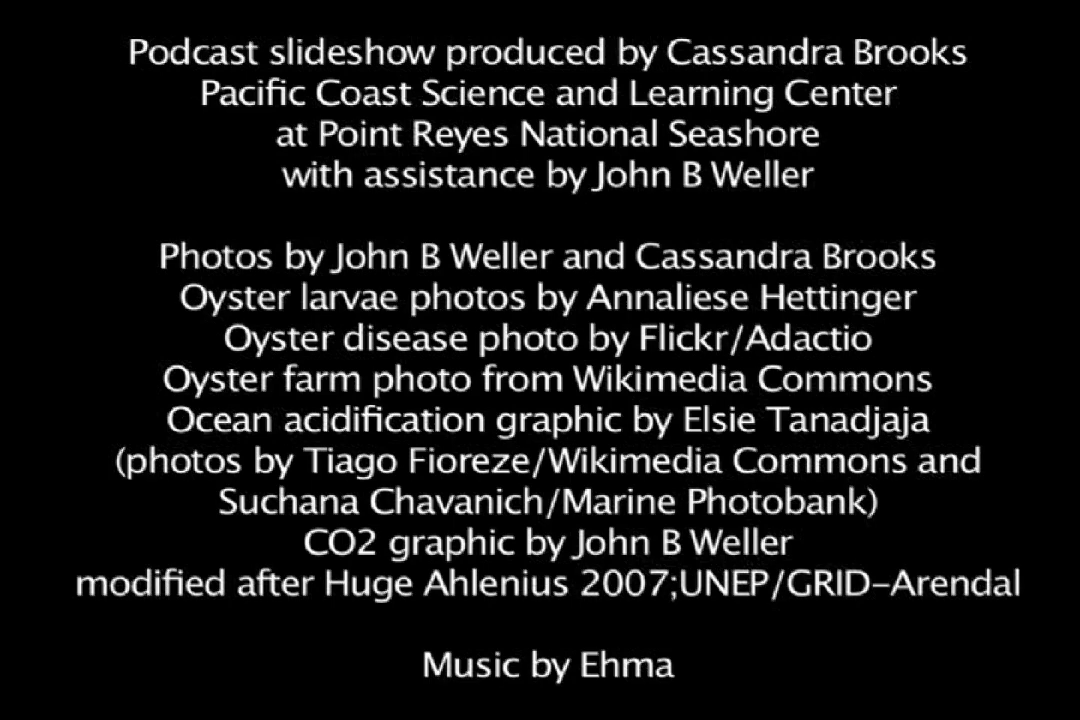 Podcast slideshow produced by Cassandra Brooks
Pacific Coast Science and Learning Center
at Point Reyes National Seashore
with assistance by John B Weller
Photos by John B Weller and Cassandra Brooks
Oyster larvae photos by Annaliese Hettinger
Oyster disease photo by Flickr/Adactio
Oyster farm photo from Wikimedia Commons
Ocean acidification graphic by Elsie Tanadjaja
(photos by Tiago Fioreze/Wikimedia Commons and
Suchana Chavanich/Marine Photobank)
CO2 graphic by John B Weller
modified after Huge Ahlenius 2007;UNEP/GRID–Arendal
Music by Ehma